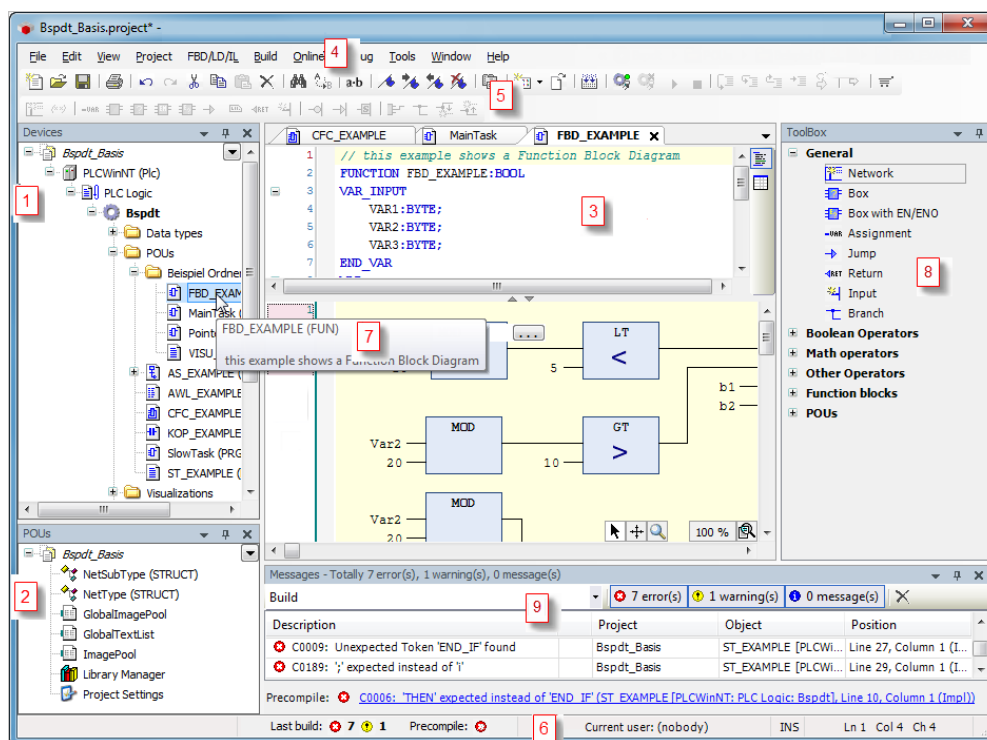 Bspdt_Basis.project* -
File Edit View Project FBD/LD/IL Build Online 4 ug Tools Window Help
5
Devices
Bspdt_Basis
PLCWinNT (Plc)
PLC Logic
1
Bspdt
Data types
POUs
Beispiel Ordner
FBD_EXAM
MainTask (
Pointe
VISU_
AS_EXAMPLE (
AWL_EXAMPLE
CFC_EXAMPLE
KOP_EXAMPLE
SlowTask (PRG
ST_EXAMPLE (
Visualizations
FBD_EXAMPLE (FUN)
7
this example shows a Function Block Diagram
POUs
Bspdt_Basis
NetSubType (STRUCT)
2
NetType (STRUCT)
GlobalImagePool
GlobalTextList
ImagePool
Library Manager
Project Settings
CFC_EXAMPLE MainTask FBD_EXAMPLE X
1 // this example shows a Function Block Diagram
2 FUNCTION FBD_EXAMPLE:BOOL
3 VAR_INPUT
4 VAR1:BYTE;
5 VAR2:BYTE;
6 VAR3:BYTE;
7 END_VAR
3
1
...
LT
<
5
b1
b2
MOD
Var2
20
GT
>
10
MOD
Var2
20
100 %
ToolBox
General
Network
Box
Box with EN/ENO
-VAR Assignment
Jump
RET Return
8
Input
Branch
Boolean Operators
Math operators
Other Operators
Function blocks
POUs
Messages - Totally 7 error(s), 1 warning(s), 0 message(s)
Build 9 7 error(s) 1 warning(s) 0 message(s)
Description Project Object Position
C0009: Unexpected Token 'END_IF' found Bspdt_Basis ST_EXAMPLE [PLCWi... Line 27, Column 1 (I...
C0189: ';' expected instead of 'i' Bspdt_Basis ST_EXAMPLE [PLCWi... Line 29, Column 1 (I...
Precompile: C0006: 'THEN' expected instead of 'END_IF' (ST_EXAMPLE [PLCWinNT: PLC Logic: Bspdt], Line 10, Column 1 (Impl))
Last build: 7 1 Precompile: 6 Current user: (nobody) INS Ln 1 Col 4 Ch 4